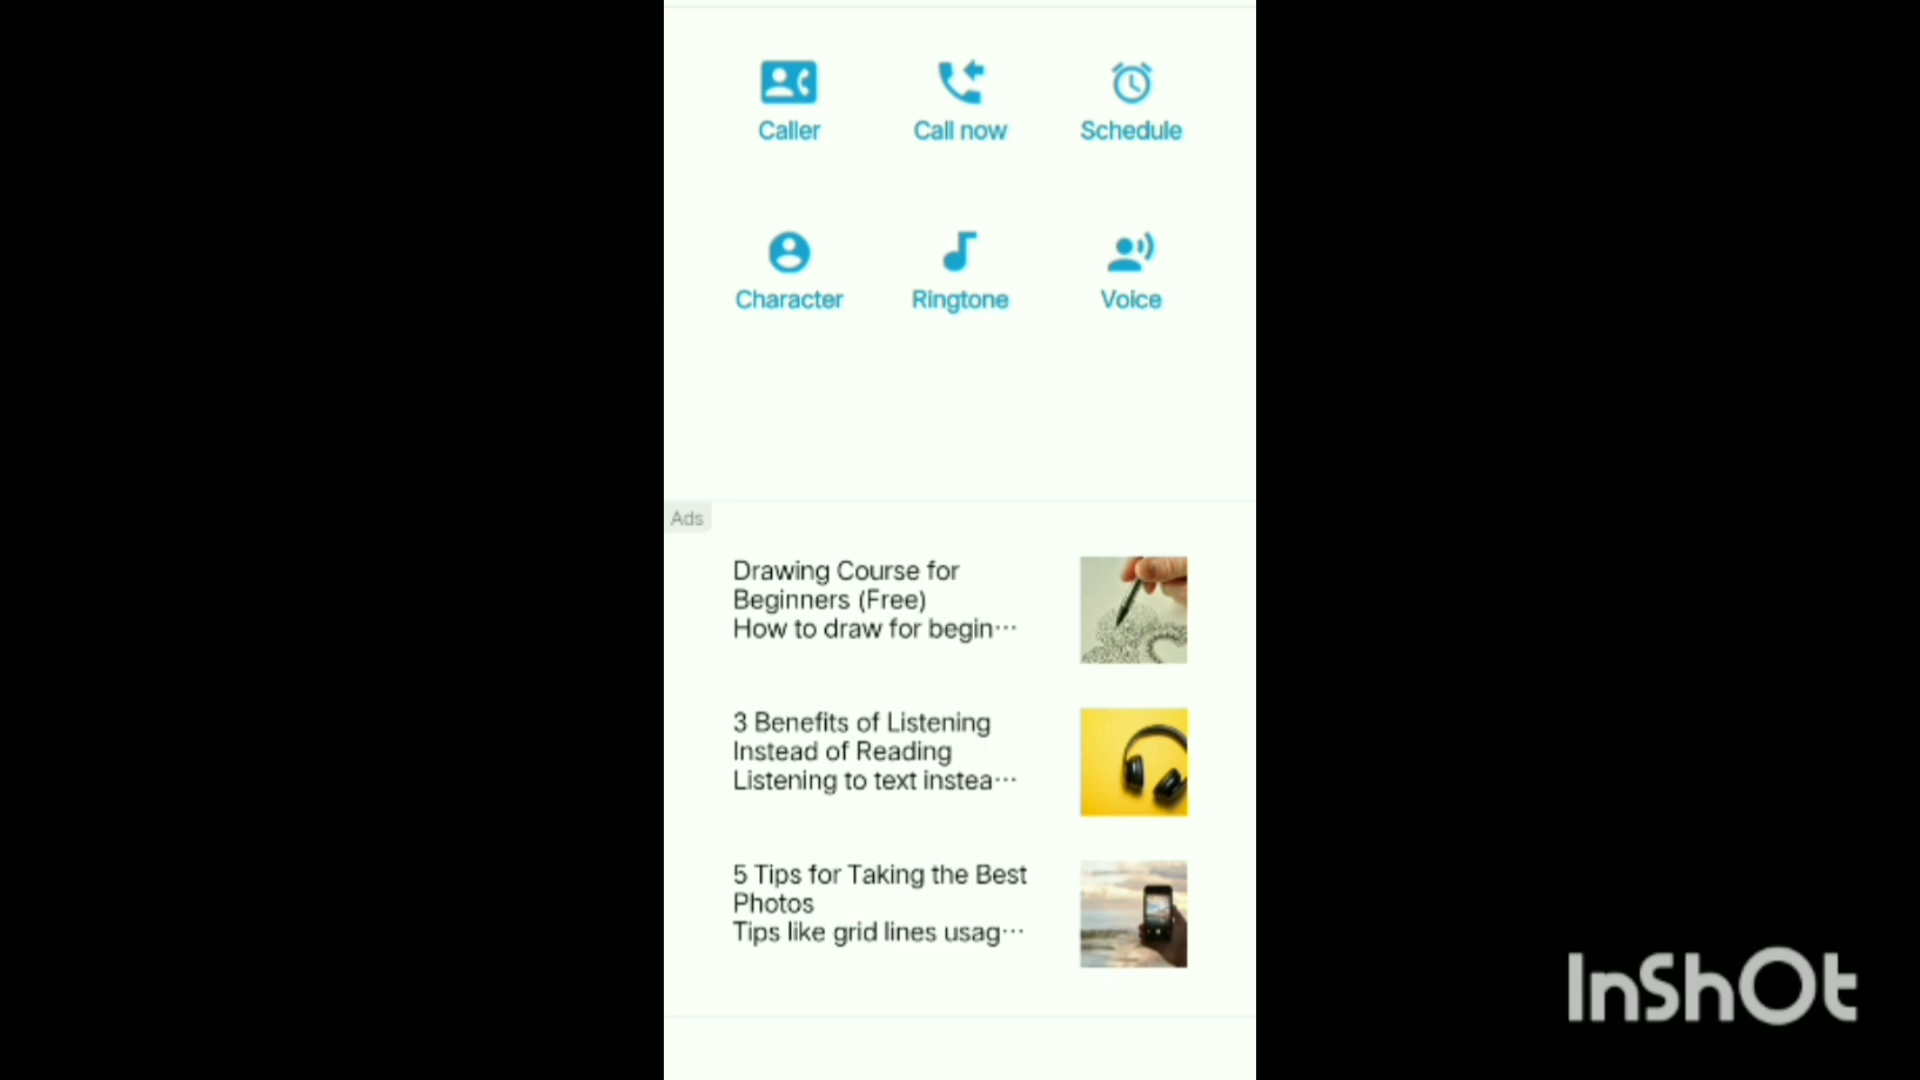 Caller
Call now
Schedule
Character
Ringtone
Voice
Ads
Drawing Course for
Beginners (Free)
How to draw for begin···
3 Benefits of Listening
Instead of Reading
Listening to text instea···
5 Tips for Taking the Best
Photos
Tips like grid lines usag···
InShOt